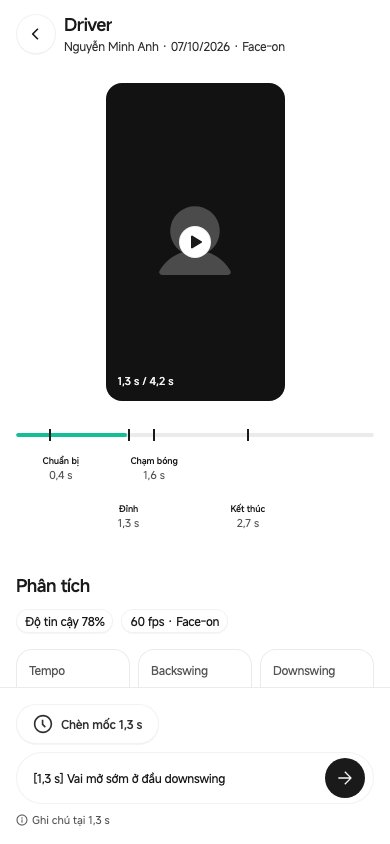 Driver
Nguyễn Minh Anh · 07/10/2026 · Face-on
1,3 s / 4,2 s
Chuẩn bị
0,4 s
Chạm bóng
1,6 s
Đỉnh
1,3 s
Kết thúc
2,7 s
Phân tích
Độ tin cậy 78%
60 fps · Face-on
Tempo
Backswing
Downswing
Chèn mốc 1,3 s
[1,3 s] Vai mở sớm ở đầu downswing
Ghi chú tại 1,3 s